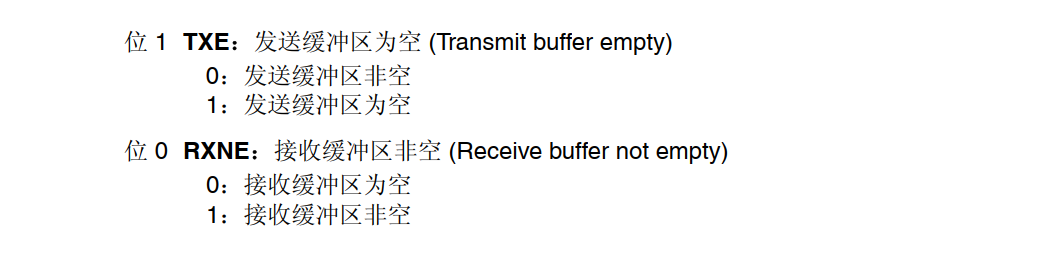 位 1 TXE：发送缓冲区为空 (Transmit buffer empty)
0：发送缓冲区非空
1：发送缓冲区为空
位 0 RXNE：接收缓冲区非空 (Receive buffer not empty)
0：接收缓冲区为空
1：接收缓冲区非空